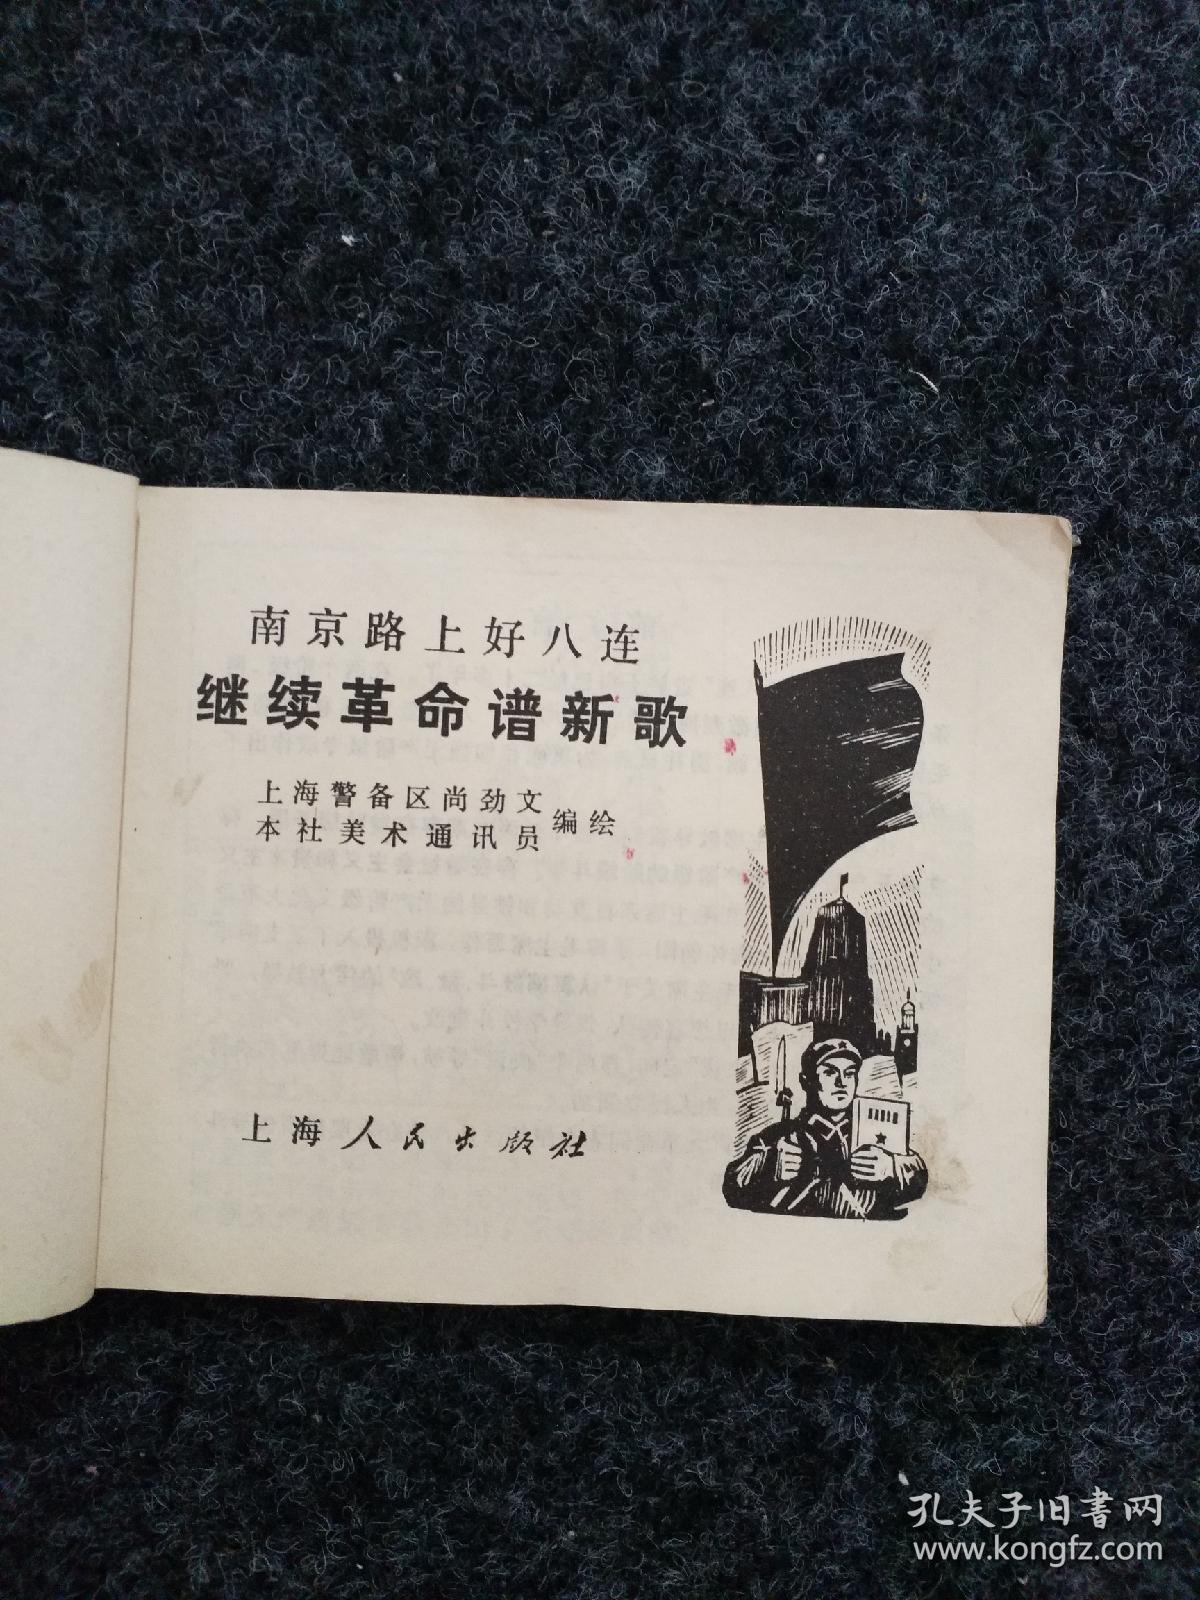 南京路上好八连
继续革命谱新歌
上海警备区尚劲文
本社美术通讯员
编绘
上海人民出版社
孔夫子旧书网
www.kongfz.com